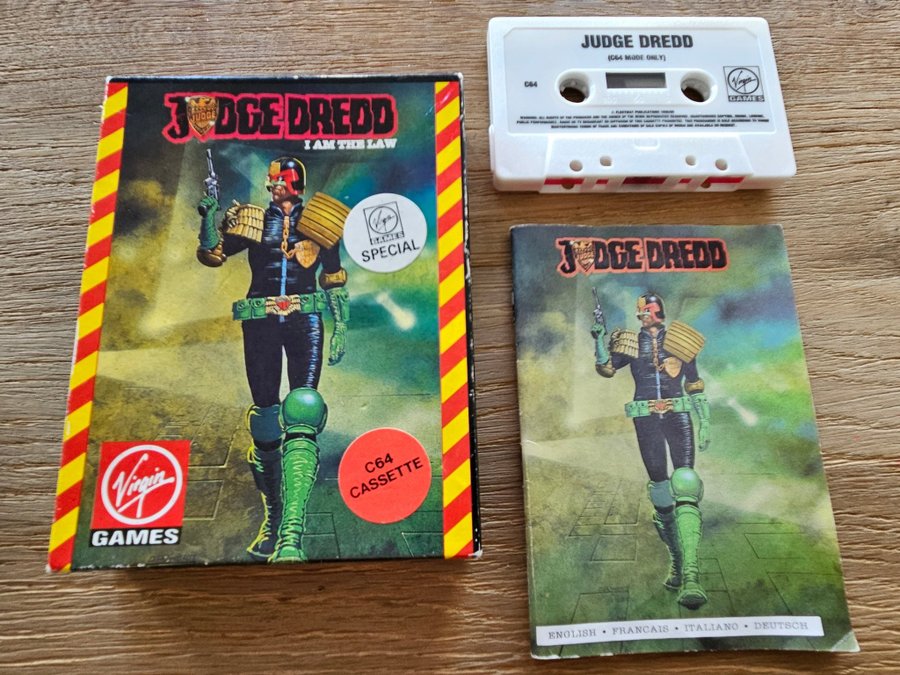 JUDGE DREDD
I AM THE LAW
Virgin
GAMES
SPECIAL
C64
CASSETTE
Virgin
GAMES
JUDGE DREDD
(C64 MODE ONLY)
C64
Virgin
GAMES
JUDGE DREDD
ENGLISH • FRANCAIS • ITALIANO • DEUTSCH